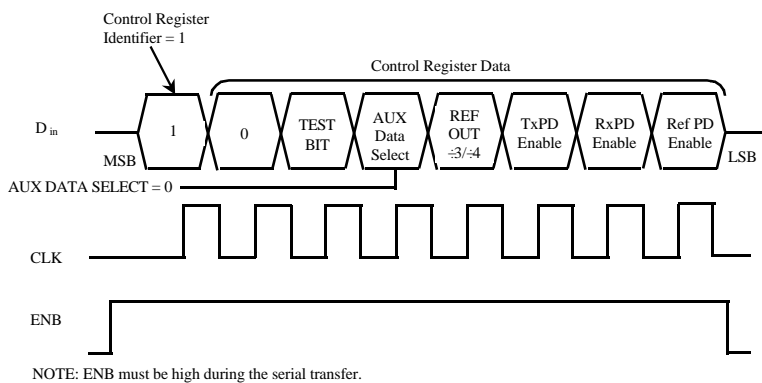 Control Register
Identifier = 1
Control Register Data
D in
MSB
1
0
TEST
BIT
AUX
Data
Select
REF
OUT
÷3/÷4
TxPD
Enable
RxPD
Enable
Ref PD
Enable
LSB
AUX DATA SELECT = 0
CLK
ENB
NOTE: ENB must be high during the serial transfer.